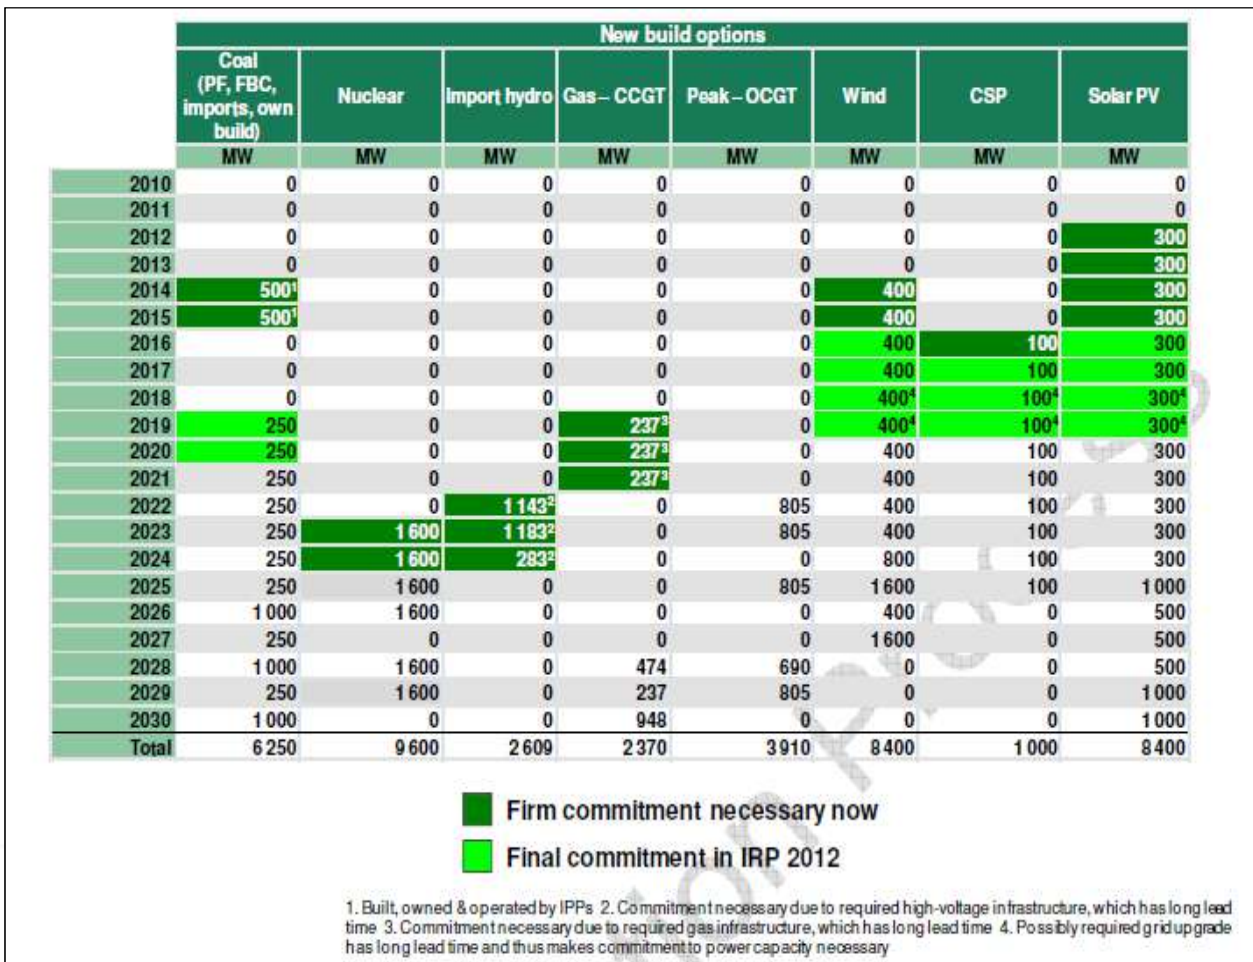 New build options
Coal (PF, FBC, imports, own build) Nuclear Import hydro Gas – CCGT Peak – OCGT Wind CSP Solar PV
MW MW MW MW MW MW MW MW
2010 0 0 0 0 0 0 0 0
2011 0 0 0 0 0 0 0 0
2012 0 0 0 0 0 0 0 300
2013 0 0 0 0 0 0 0 300
2014 500¹ 0 0 0 0 400 0 300
2015 500¹ 0 0 0 0 400 0 300
2016 0 0 0 0 0 400 100 300
2017 0 0 0 0 0 400 100 300
2018 0 0 0 0 0 400⁴ 100⁴ 300⁴
2019 250 0 0 237³ 0 400⁴ 100⁴ 300⁴
2020 250 0 0 237³ 0 400 100 300
2021 250 0 0 237³ 0 400 100 300
2022 250 0 1 143² 0 805 400 100 300
2023 250 1 600 1 183² 0 805 400 100 300
2024 250 1 600 283² 0 0 800 100 300
2025 250 1 600 0 0 805 1 600 100 1 000
2026 1 000 1 600 0 0 0 400 0 500
2027 250 0 0 0 0 1 600 0 500
2028 1 000 1 600 0 474 690 0 0 500
2029 250 1 600 0 237 805 0 0 1 000
2030 1 000 0 0 948 0 0 0 1 000
Total 6 250 9 600 2 609 2 370 3 910 8 400 1 000 8 400
Firm commitment necessary now
Final commitment in IRP 2012
1. Built, owned & operated by IPPs 2. Commitment necessary due to required high-voltage infrastructure, which has long lead
time 3. Commitment necessary due to required gas infrastructure, which has long lead time 4. Possibly required grid upgrade
has long lead time and thus makes commitment to power capacity necessary